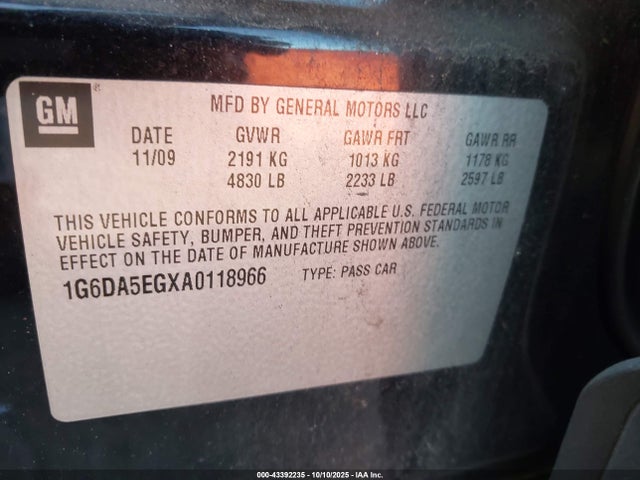 GM
MFD BY GENERAL MOTORS LLC
DATE GVWR GAWR FRT GAWR RR
11/09 2191 KG 1013 KG 1178 KG
4830 LB 2233 LB 2597 LB
THIS VEHICLE CONFORMS TO ALL APPLICABLE U.S. FEDERAL MOTOR
VEHICLE SAFETY, BUMPER, AND THEFT PREVENTION STANDARDS IN
EFFECT ON THE DATE OF MANUFACTURE SHOWN ABOVE.
1G6DA5EGXA0118966 TYPE: PASS CAR
000-43392235 - 10/10/2025 - IAA Inc.